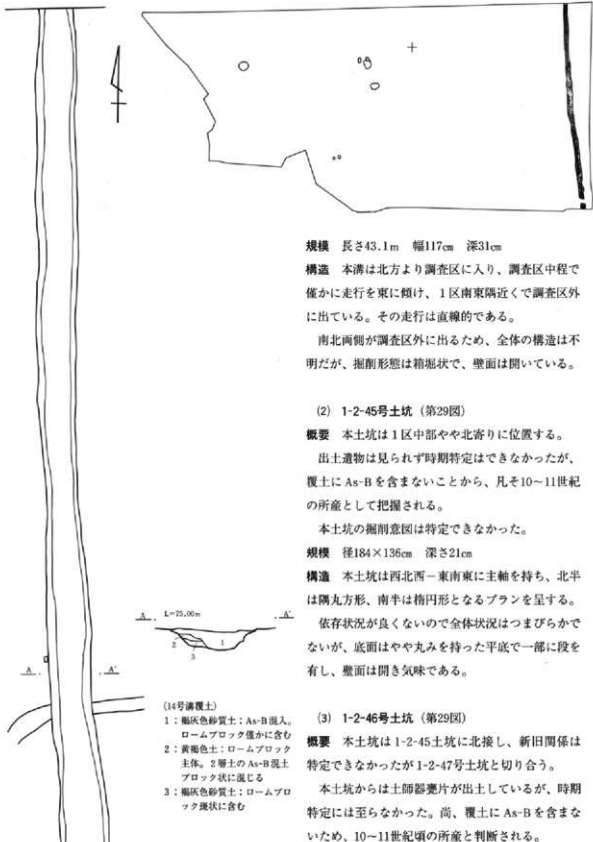 規模　長さ43.1m　幅117㎝　深31㎝
構造　本溝は北方より調査区に入り、調査区中程で
僅かに走行を東に傾け、1区南東隅近くで調査区外
に出ている。その走行は直線的である。
南北両側が調査区外に出るため、全体の構造は不
明だが、掘削形態は箱堀状で、壁面は開いている。
(2)　1-2-45号土坑（第29図）
概要　本土坑は1区中部やや北寄りに位置する。
出土遺物は見られず時期特定はできなかったが、
覆土にAs-Bを含まないことから、凡そ10～11世紀
の所産として把握される。
本土坑の掘削意図は特定できなかった。
規模　径184×136㎝　深さ21㎝
構造　本土坑は西北西－東南東に主軸を持ち、北半
は隅丸方形、南半は楕円形となるプランを呈する。
依存状況が良くないので全体状況はつまびらかで
ないが、底面はやや丸みを持った平底で一部に段を
有し、壁面は開き気味である。
(3)　1-2-46号土坑（第29図）
概要　本土坑は1-2-45土坑に北接し、新旧関係は
特定できなかったが1-2-47号土坑と切り合う。
本土坑からは土師器甕片が出土しているが、時期
特定には至らなかった。尚、覆土にAs-Bを含まな
いため、10～11世紀頃の所産と判断される。
A　L=75.00m　A'
1
2
3
A　A'
(14号溝覆土)
1：褐灰色砂質土；As-B混入。
ロームブロック僅かに含む
2：黄褐色土：ロームブロック
主体。2層土のAs-B混土
ブロック状に混じる
3：褐灰色砂質土；ロームブロ
ック斑状に含む